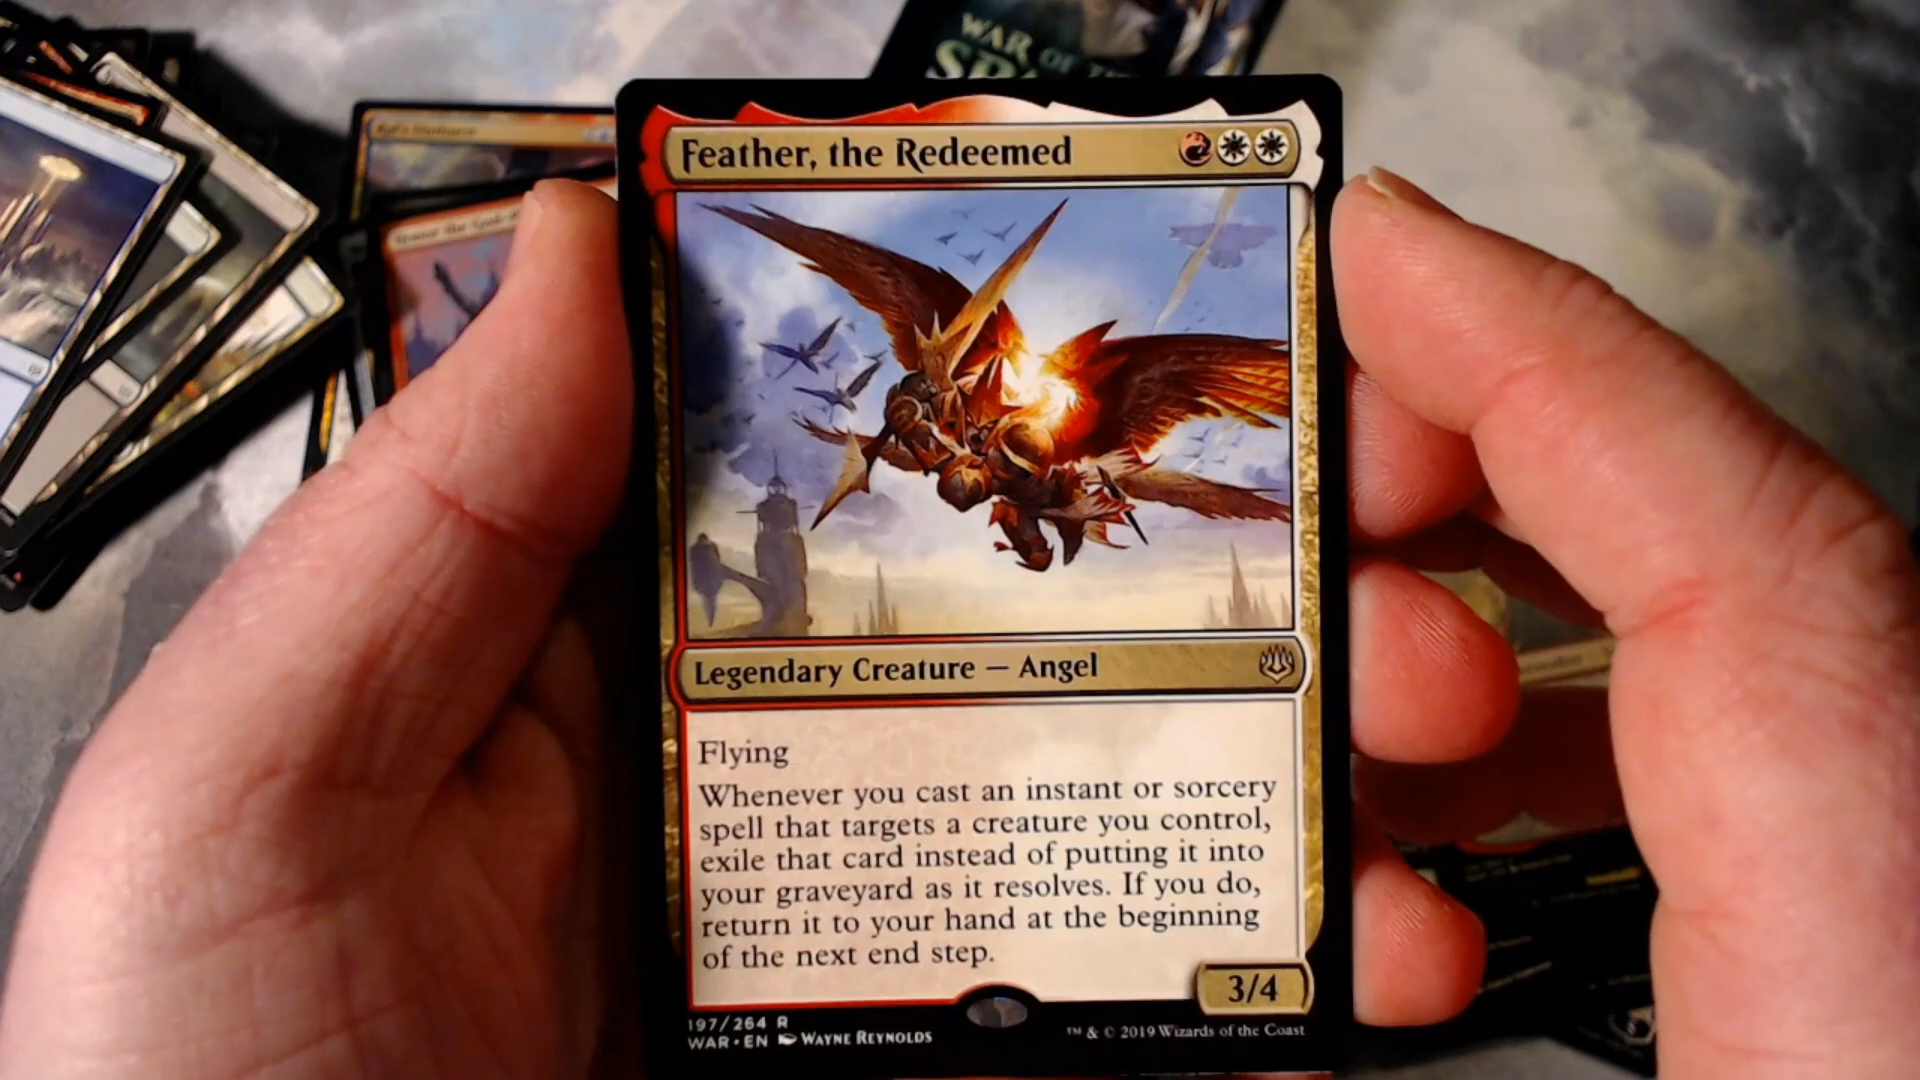 WAR OF
Feather, the Redeemed
Legendary Creature — Angel
Flying
Whenever you cast an instant or sorcery
spell that targets a creature you control,
exile that card instead of putting it into
your graveyard as it resolves. If you do,
return it to your hand at the beginning
of the next end step.
3/4
197/264 R
WAR • EN Wayne Reynolds
™ & © 2019 Wizards of the Coast